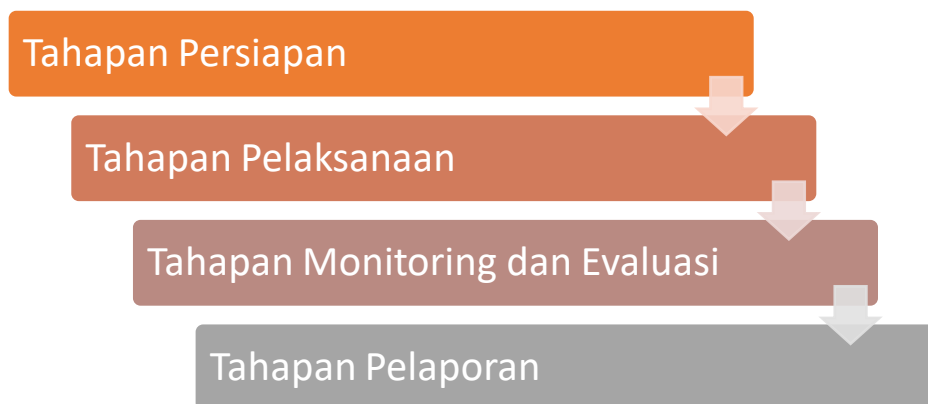 Tahapan Persiapan
Tahapan Pelaksanaan
Tahapan Monitoring dan Evaluasi
Tahapan Pelaporan